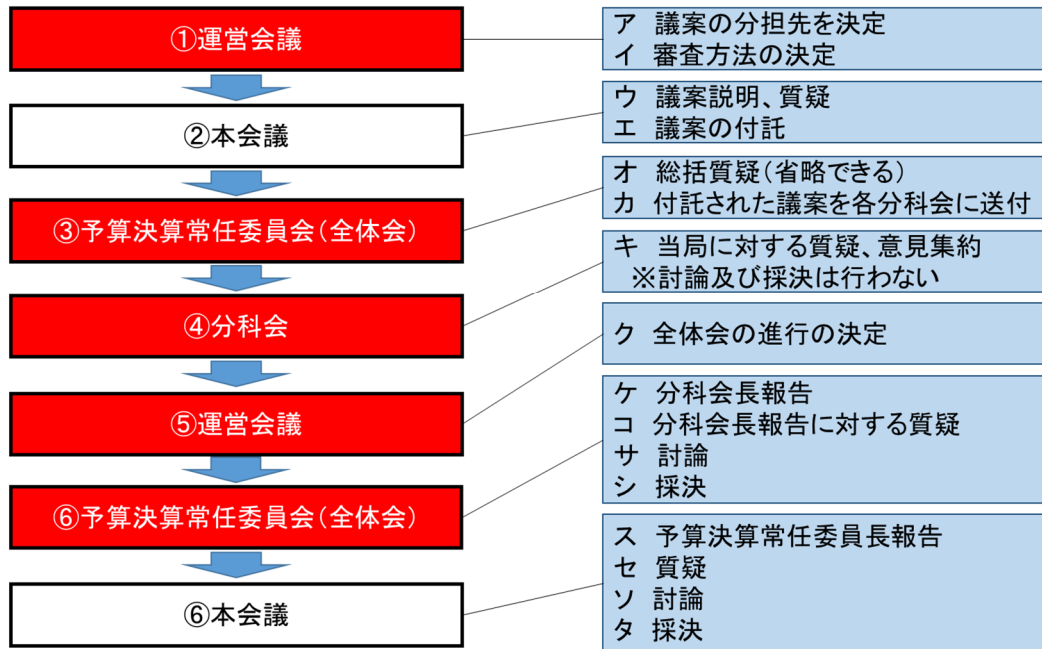 ①運営会議
ア 議案の分担先を決定
イ 審査方法の決定
②本会議
ウ 議案説明、質疑
エ 議案の付託
③予算決算常任委員会(全体会)
オ 総括質疑(省略できる)
カ 付託された議案を各分科会に送付
④分科会
キ 当局に対する質疑、意見集約
※討論及び採決は行わない
⑤運営会議
ク 全体会の進行の決定
⑥予算決算常任委員会(全体会)
ケ 分科会長報告
コ 分科会長報告に対する質疑
サ 討論
シ 採決
⑥本会議
ス 予算決算常任委員長報告
セ 質疑
ソ 討論
タ 採決